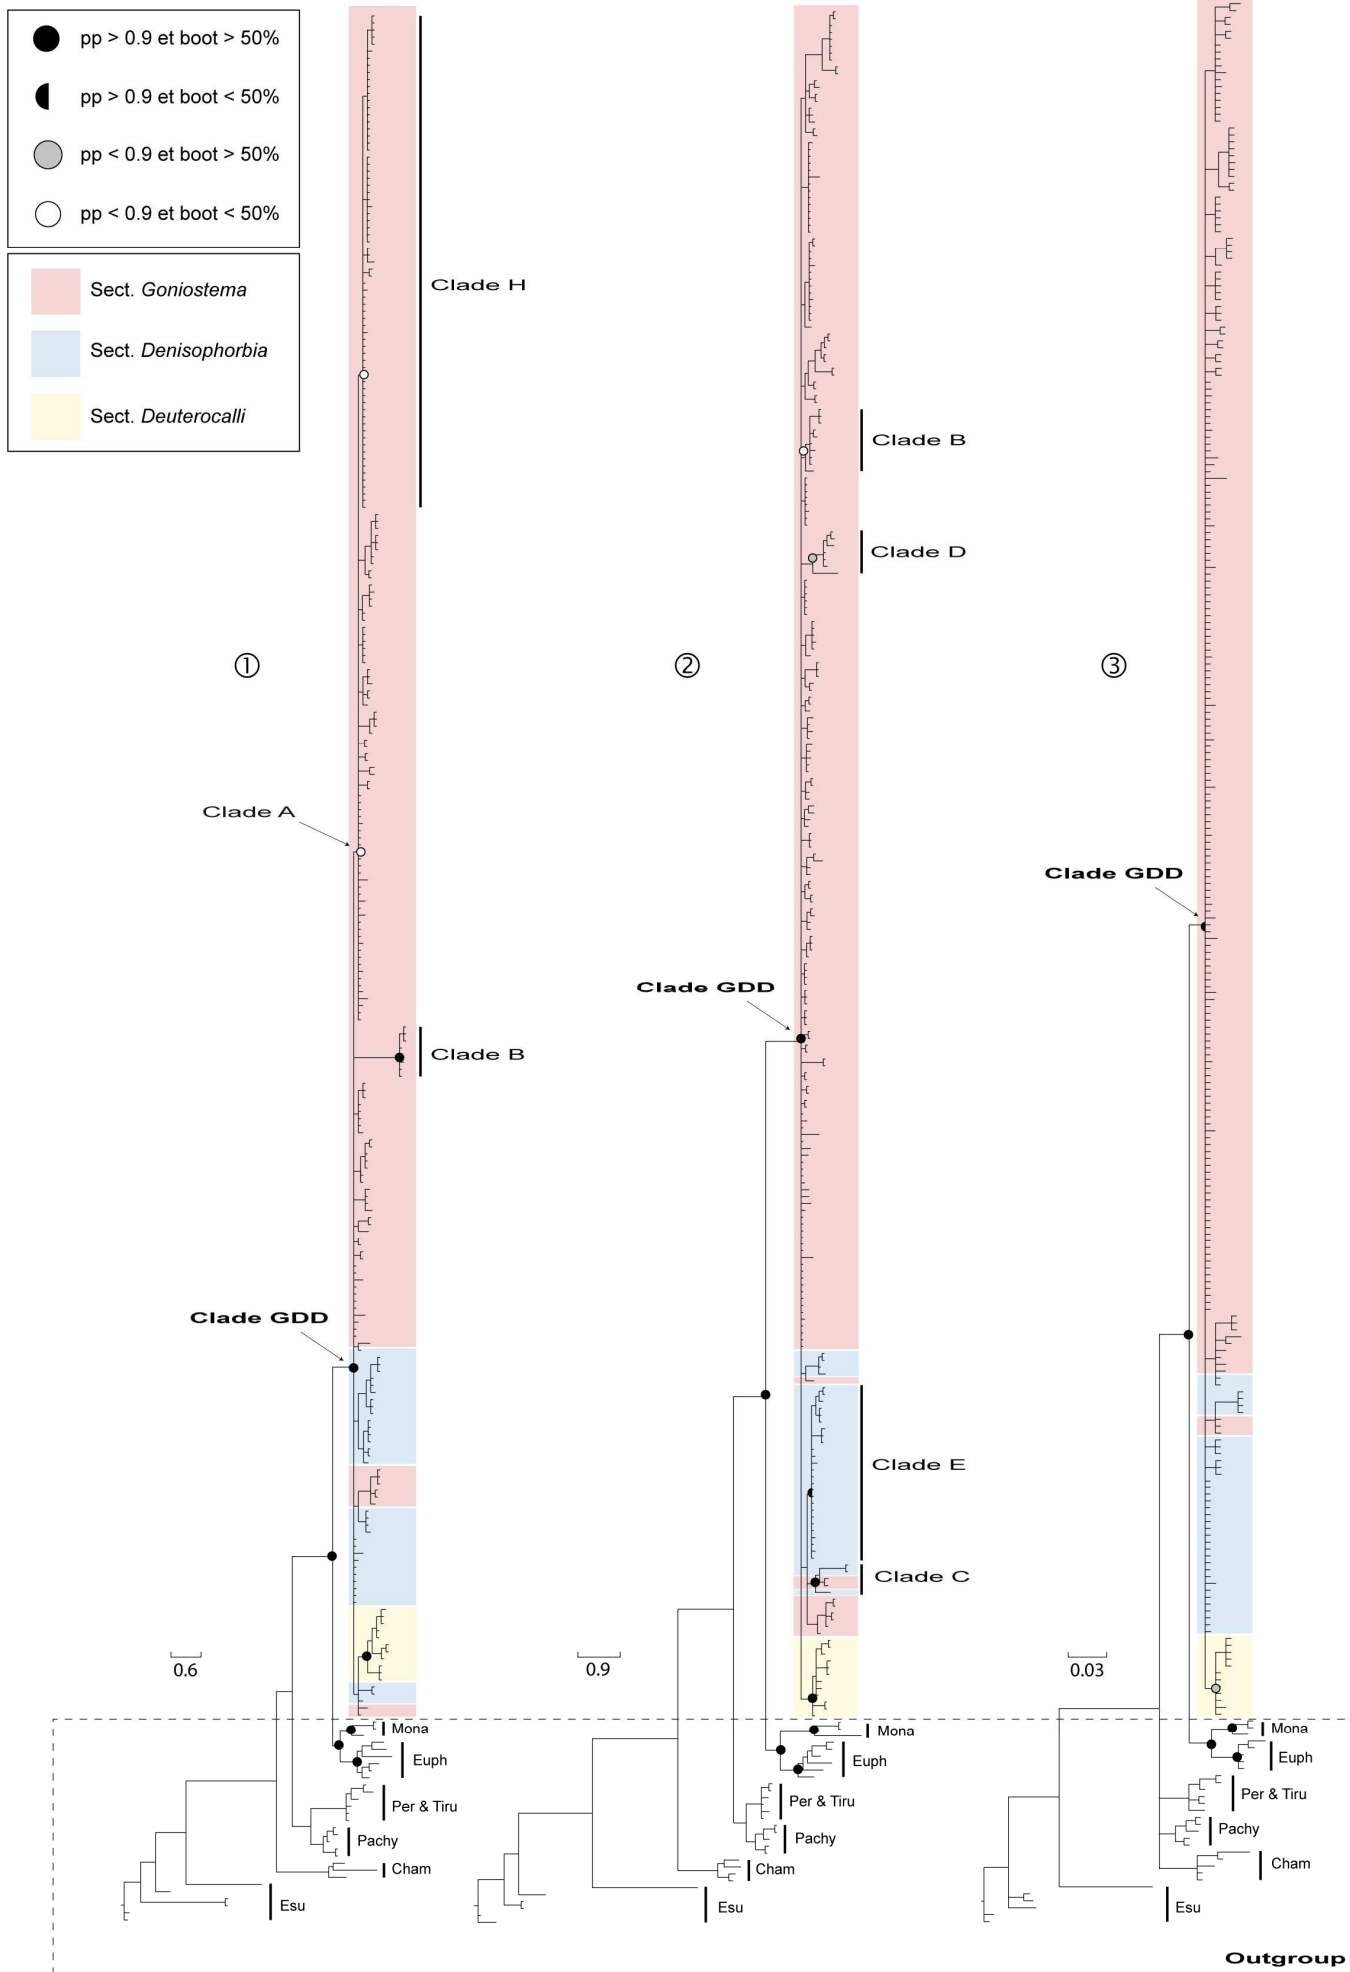 pp > 0.9 et boot > 50%
pp > 0.9 et boot < 50%
pp < 0.9 et boot > 50%
pp < 0.9 et boot < 50%
Sect. Goniostema
Sect. Denisophorbia
Sect. Deuterocalli
①
Clade H
Clade A
Clade B
Clade GDD
0.6
Mona
Euph
Per & Tiru
Pachy
Cham
Esu
②
Clade B
Clade D
Clade GDD
Clade E
Clade C
0.9
Mona
Euph
Per & Tiru
Pachy
Cham
Esu
③
Clade GDD
0.03
Mona
Euph
Per & Tiru
Pachy
Cham
Esu
Outgroup